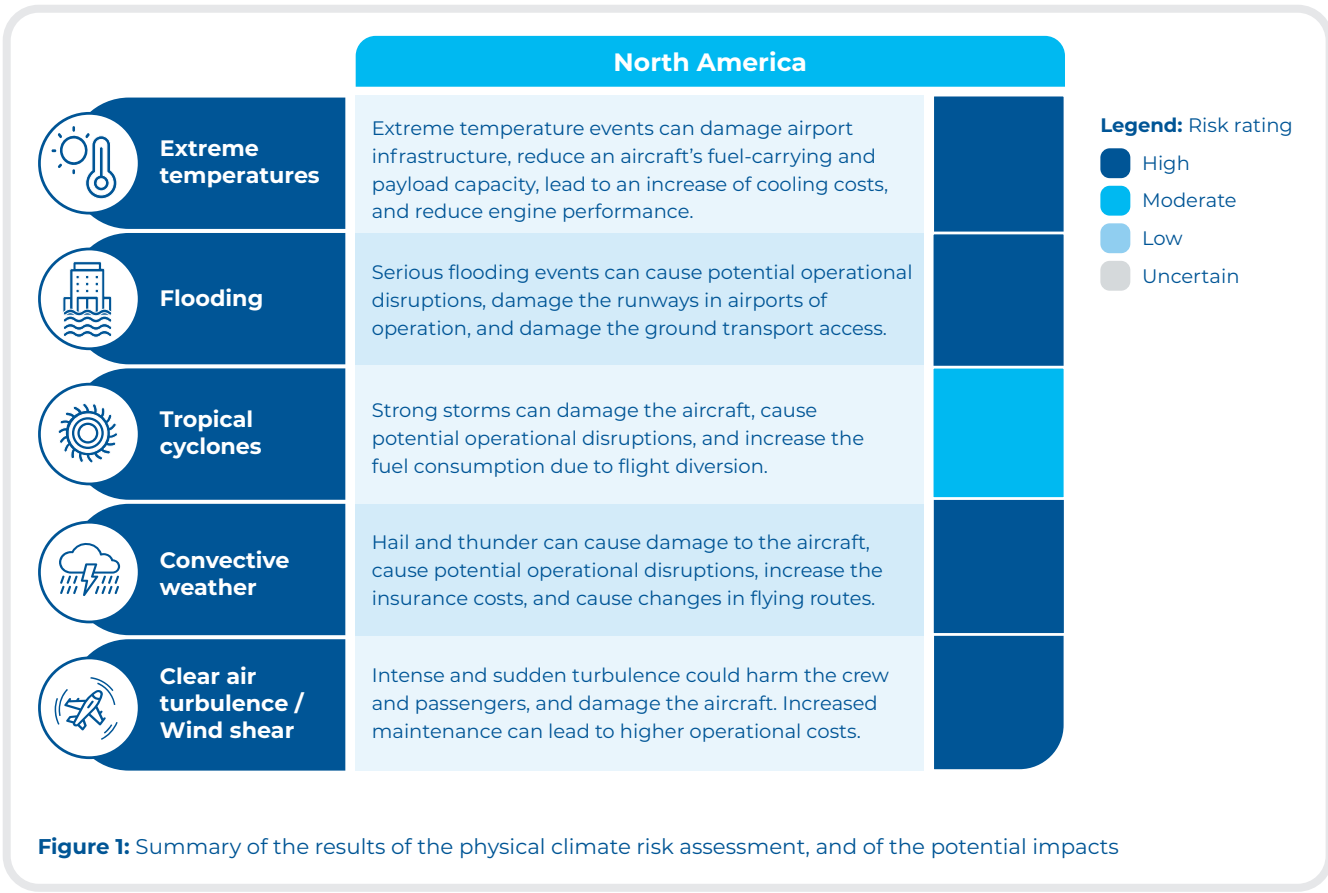 North America
Extreme
temperatures
Extreme temperature events can damage airport
infrastructure, reduce an aircraft's fuel-carrying and
payload capacity, lead to an increase of cooling costs,
and reduce engine performance.
Legend: Risk rating
High
Moderate
Low
Uncertain
Flooding
Serious flooding events can cause potential operational
disruptions, damage the runways in airports of
operation, and damage the ground transport access.
Tropical
cyclones
Strong storms can damage the aircraft, cause
potential operational disruptions, and increase the
fuel consumption due to flight diversion.
Convective
weather
Hail and thunder can cause damage to the aircraft,
cause potential operational disruptions, increase the
insurance costs, and cause changes in flying routes.
Clear air
turbulence /
Wind shear
Intense and sudden turbulence could harm the crew
and passengers, and damage the aircraft. Increased
maintenance can lead to higher operational costs.
Figure 1: Summary of the results of the physical climate risk assessment, and of the potential impacts